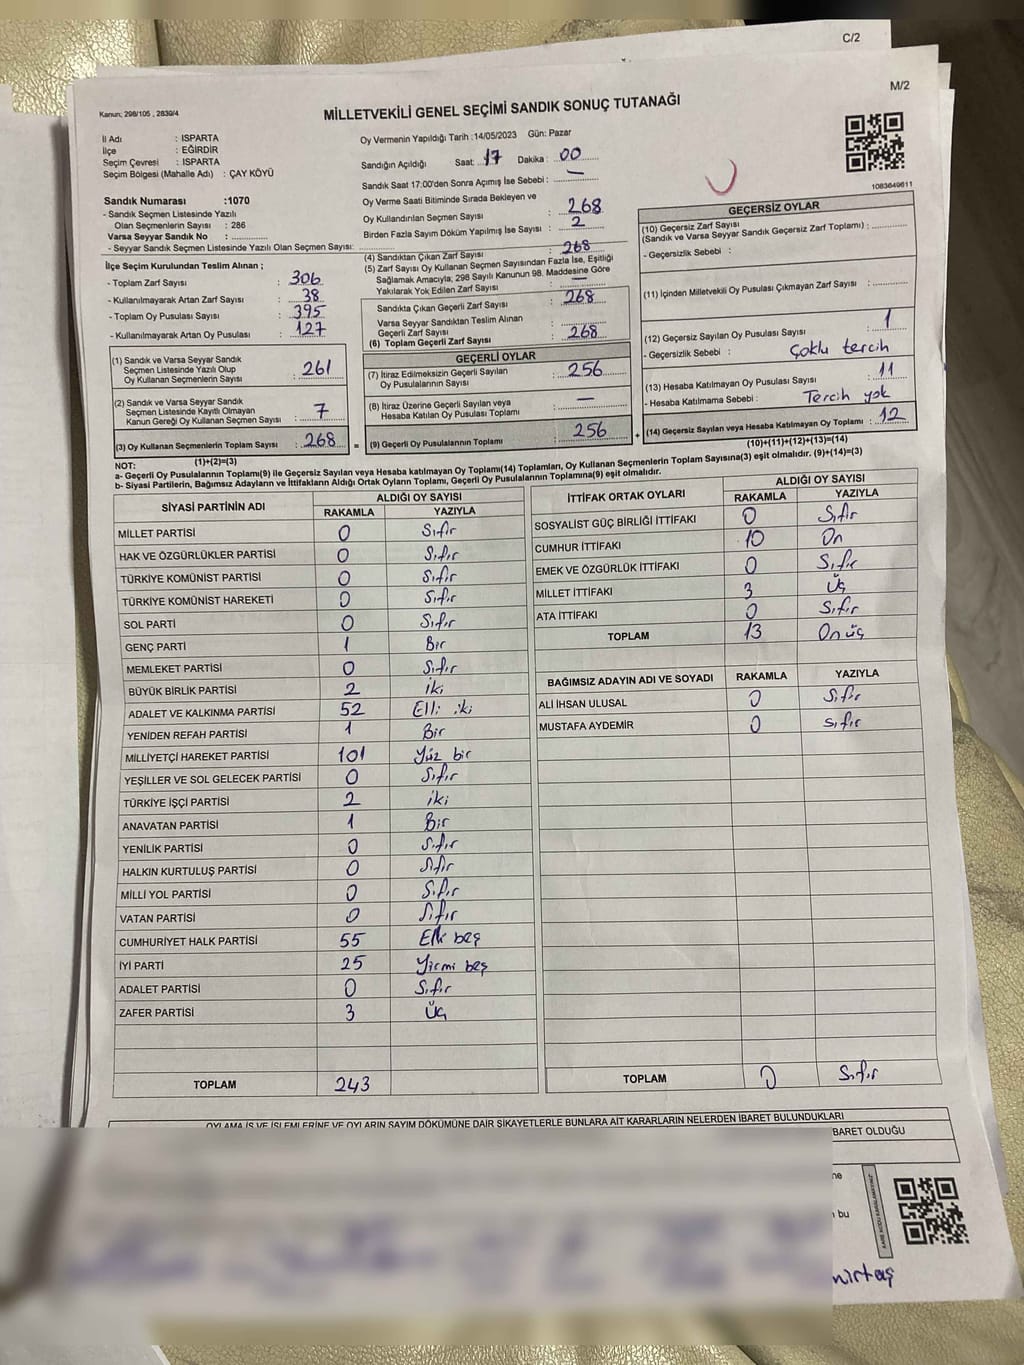 C/2
M/2
Kanun: 298/105 , 2839/4
MİLLETVEKİLİ GENEL SEÇİMİ SANDIK SONUÇ TUTANAĞI
İl Adı : ISPARTA
İlçe : EĞİRDİR
Seçim Çevresi : ISPARTA
Seçim Bölgesi (Mahalle Adı) : ÇAY KÖYÜ
Sandık Numarası :1070
- Sandık Seçmen Listesinde Yazılı
Olan Seçmenlerin Sayısı : 286
Varsa Seyyar Sandık No : ............
- Seyyar Sandık Seçmen Listesinde Yazılı Olan Seçmen Sayısı: ............
Oy Vermenin Yapıldığı Tarih :14/05/2023 Gün: Pazar
Sandığın Açıldığı Saat: 17 Dakika : 00
Sandık Saat 17:00'den Sonra Açımış İse Sebebi : —
Oy Verme Saati Bitiminde Sırada Bekleyen ve
Oy Kullandırılan Seçmen Sayısı : 268
Birden Fazla Sayım Döküm Yapılmış İse Sayısı : 2
1083649611
İlçe Seçim Kurulundan Teslim Alınan ;
- Toplam Zarf Sayısı : 306
- Kullanılmayarak Artan Zarf Sayısı : 38
- Toplam Oy Pusulası Sayısı : 395
- Kullanılmayarak Artan Oy Pusulası : 127
(4) Sandıktan Çıkan Zarf Sayısı : 268
(5) Zarf Sayısı Oy Kullanan Seçmen Sayısından Fazla İse, Eşitliği
Sağlamak Amacıyla; 298 Sayılı Kanunun 98. Maddesine Göre
Yakılarak Yok Edilen Zarf Sayısı : —
Sandıkta Çıkan Geçerli Zarf Sayısı : 268
Varsa Seyyar Sandıktan Teslim Alınan
Geçerli Zarf Sayısı : ............
(6) Toplam Geçerli Zarf Sayısı : 268
GEÇERSİZ OYLAR
(10) Geçersiz Zarf Sayısı
(Sandık ve Varsa Seyyar Sandık Geçersiz Zarf Toplamı) : ............
- Geçersizlik Sebebi :
(11) İçinden Milletvekili Oy Pusulası Çıkmayan Zarf Sayısı : ............
(12) Geçersiz Sayılan Oy Pusulası Sayısı : 1
- Geçersizlik Sebebi : Çoklu tercih
(13) Hesaba Katılmayan Oy Pusulası Sayısı : 11
- Hesaba Katılmama Sebebi : Tercih yok
(14) Geçersiz Sayılan veya Hesaba Katılmayan Oy Toplamı : 12
(10)+(11)+(12)+(13)=(14)
(1) Sandık ve Varsa Seyyar Sandık
Seçmen Listesinde Yazılı Olup
Oy Kullanan Seçmenlerin Sayısı : 261
(2) Sandık ve Varsa Seyyar Sandık
Seçmen Listesinde Kayıtlı Olmayan
Kanun Gereği Oy Kullanan Seçmen Sayısı : 7
(3) Oy Kullanan Seçmenlerin Toplam Sayısı : 268 =
(1)+(2)=(3)
GEÇERLİ OYLAR
(7) İtiraz Edilmeksizin Geçerli Sayılan
Oy Pusulalarının Sayısı : 256
(8) İtiraz Üzerine Geçerli Sayılan veya
Hesaba Katılan Oy Pusulası Toplamı : —
(9) Geçerli Oy Pusulalarının Toplamı : 256 +
NOT:
a- Geçerli Oy Pusulalarının Toplamı(9) ile Geçersiz Sayılan veya Hesaba katılmayan Oy Toplamı(14) Toplamları, Oy Kullanan Seçmenlerin Toplam Sayısına(3) eşit olmalıdır. (9)+(14)=(3)
b- Siyasi Partilerin, Bağımsız Adayların ve İttifakların Aldığı Ortak Oyların Toplamı, Geçerli Oy Pusulalarının Toplamına(9) eşit olmalıdır.
SİYASİ PARTİNİN ADI ALDIĞI OY SAYISI
RAKAMLA YAZIYLA
MİLLET PARTİSİ 0 Sıfır
HAK VE ÖZGÜRLÜKLER PARTİSİ 0 Sıfır
TÜRKİYE KOMÜNİST PARTİSİ 0 Sıfır
TÜRKİYE KOMÜNİST HAREKETİ 0 Sıfır
SOL PARTİ 0 Sıfır
GENÇ PARTİ 1 Bir
MEMLEKET PARTİSİ 0 Sıfır
BÜYÜK BİRLİK PARTİSİ 2 iki
ADALET VE KALKINMA PARTİSİ 52 Elli iki
YENİDEN REFAH PARTİSİ 1 Bir
MİLLİYETÇİ HAREKET PARTİSİ 101 Yüz bir
YEŞİLLER VE SOL GELECEK PARTİSİ 0 Sıfır
TÜRKİYE İŞÇİ PARTİSİ 2 iki
ANAVATAN PARTİSİ 1 Bir
YENİLİK PARTİSİ 0 Sıfır
HALKIN KURTULUŞ PARTİSİ 0 Sıfır
MİLLİ YOL PARTİSİ 0 Sıfır
VATAN PARTİSİ 0 Sıfır
CUMHURİYET HALK PARTİSİ 55 Elli beş
İYİ PARTİ 25 Yirmi beş
ADALET PARTİSİ 0 Sıfır
ZAFER PARTİSİ 3 Üç
TOPLAM 243
İTTİFAK ORTAK OYLARI ALDIĞI OY SAYISI
RAKAMLA YAZIYLA
SOSYALİST GÜÇ BİRLİĞİ İTTİFAKI 0 Sıfır
CUMHUR İTTİFAKI 10 On
EMEK VE ÖZGÜRLÜK İTTİFAKI 0 Sıfır
MİLLET İTTİFAKI 3 Üç
ATA İTTİFAKI 0 Sıfır
TOPLAM 13 On üç
BAĞIMSIZ ADAYIN ADI VE SOYADI RAKAMLA YAZIYLA
ALİ İHSAN ULUSAL 0 Sıfır
MUSTAFA AYDEMİR 0 sıfır
TOPLAM 0 Sıfır
OYLAMA İŞ VE İŞLEMLERİNE VE OYLARIN SAYIM DÖKÜMÜNE DAİR ŞİKAYETLERLE BUNLARA AİT KARARLARIN NELERDEN İBARET BULUNDUKLARI
BARET OLDUĞU
ne
bu